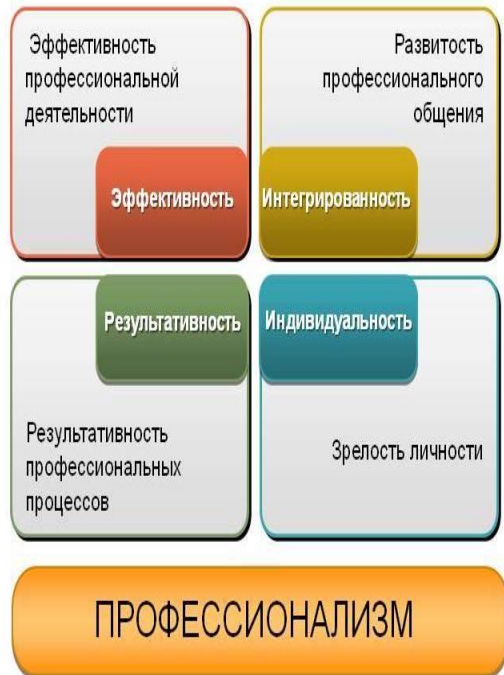 Эффективность
профессиональной
деятельности
Эффективность
Развитость
профессионального
общения
Интегрированность
Результативность
Результативность
профессиональных
процессов
Индивидуальность
Зрелость личности
ПРОФЕССИОНАЛИЗМ